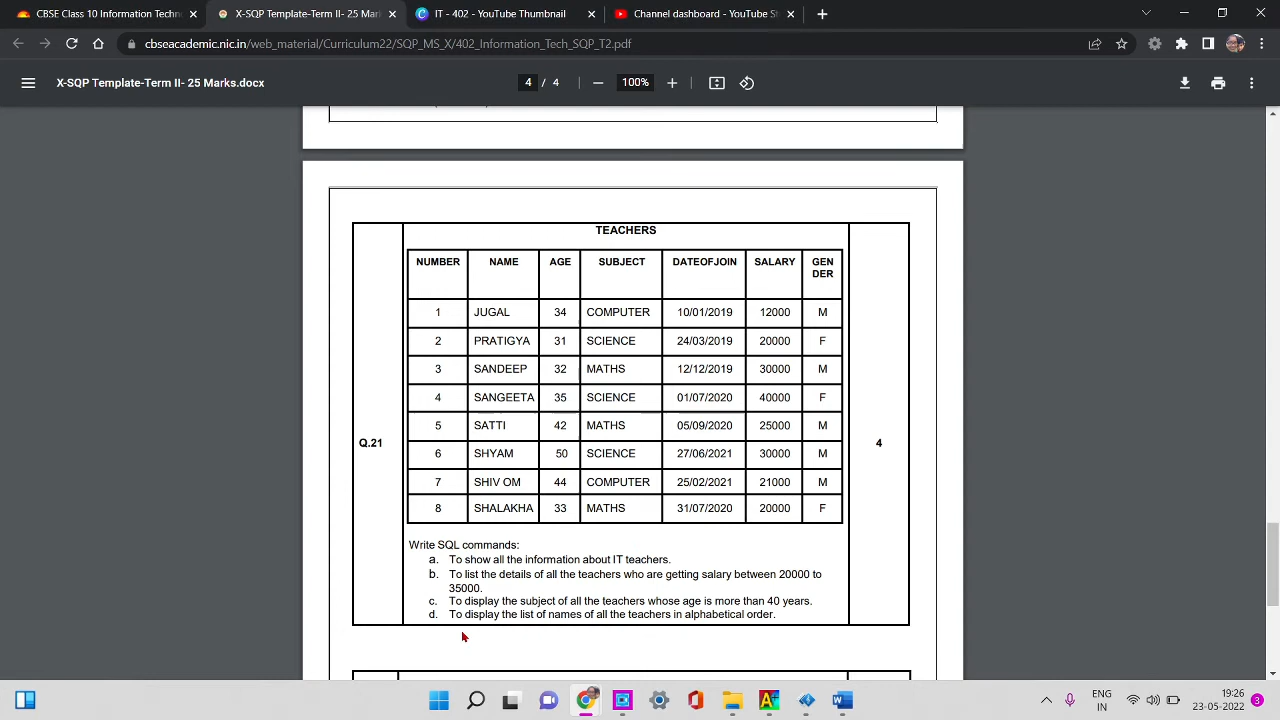 CBSE Class 10 Information Techn
X-SQP Template-Term II- 25 Mark
IT - 402 - YouTube Thumbnail
Channel dashboard - YouTube S
cbseacademic.nic.in/web_material/Curriculum22/SQP_MS_X/402_Information_Tech_SQP_T2.pdf
X-SQP Template-Term II- 25 Marks.docx
4 / 4
100%
TEACHERS
NUMBER NAME AGE SUBJECT DATEOFJOIN SALARY GEN
DER
1 JUGAL 34 COMPUTER 10/01/2019 12000 M
2 PRATIGYA 31 SCIENCE 24/03/2019 20000 F
3 SANDEEP 32 MATHS 12/12/2019 30000 M
4 SANGEETA 35 SCIENCE 01/07/2020 40000 F
5 SATTI 42 MATHS 05/09/2020 25000 M
Q.21
4
6 SHYAM 50 SCIENCE 27/06/2021 30000 M
7 SHIV OM 44 COMPUTER 25/02/2021 21000 M
8 SHALAKHA 33 MATHS 31/07/2020 20000 F
Write SQL commands:
a. To show all the information about IT teachers.
b. To list the details of all the teachers who are getting salary between 20000 to
35000.
c. To display the subject of all the teachers whose age is more than 40 years.
d. To display the list of names of all the teachers in alphabetical order.
ENG
IN
19:26
23-05-2022
3